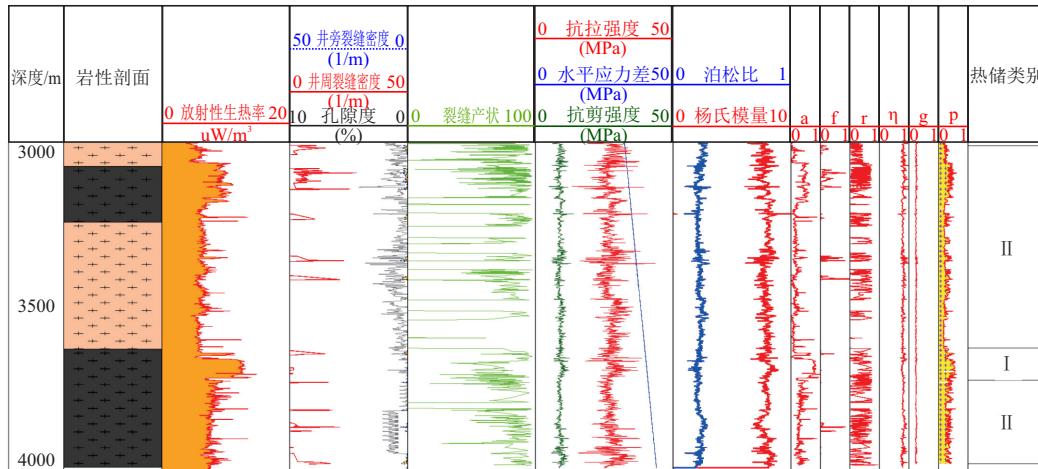 深度/m
岩性剖面
0 放射性生热率 20
uW/m³
50 井旁裂缝密度 0
(1/m)
0 井周裂缝密度 50
(1/m)
10 孔隙度 0
(%)
0 裂缝产状 100
0 抗拉强度 50
(MPa)
0 水平应力差 50
(MPa)
0 抗剪强度 50
(MPa)
0 泊松比 1
0 杨氏模量 10
a
0 1
f
0 1
r
0 1
η
0 1
g
0 1
p
0 1
热储类别
3000
3500
4000
II
I
II